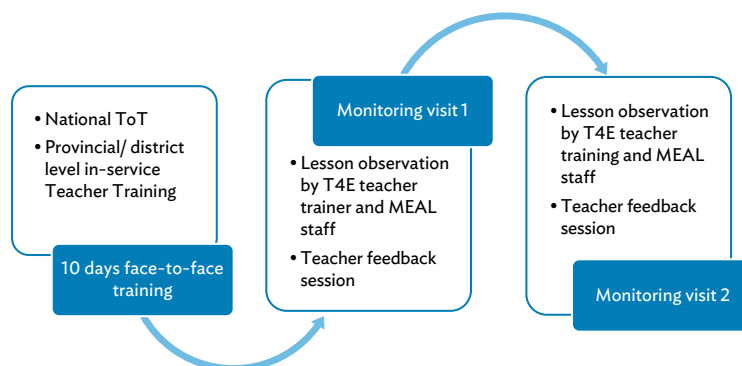 • National ToT
• Provincial/ district
level in-service
Teacher Training
10 days face-to-face
training
Monitoring visit 1
• Lesson observation
by T4E teacher
trainer and MEAL
staff
• Teacher feedback
session
• Lesson observation
by T4E teacher
training and MEAL
staff
• Teacher feedback
session
Monitoring visit 2